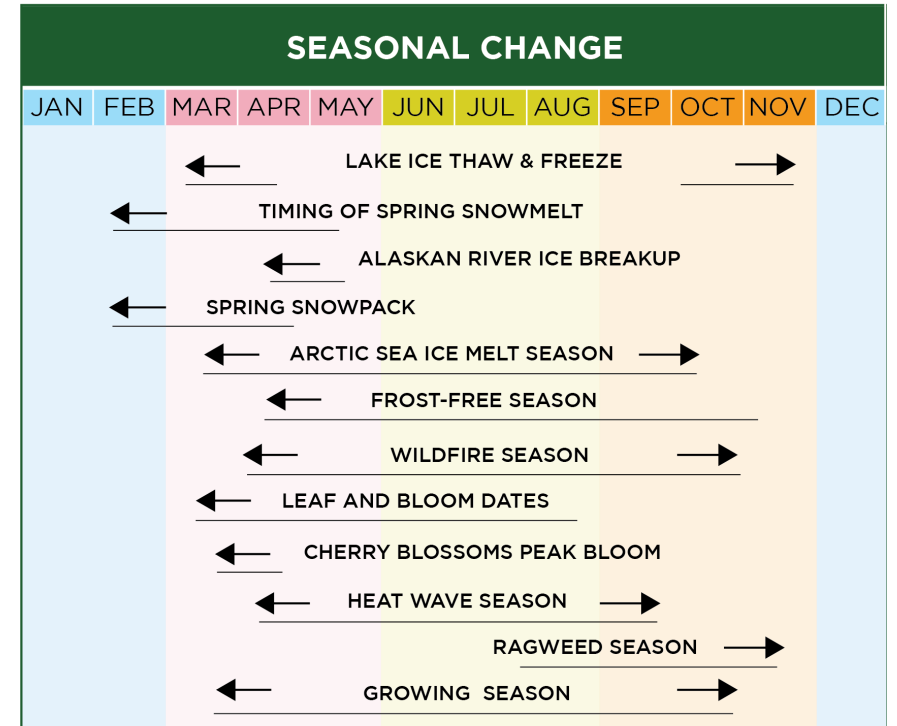 SEASONAL CHANGE
JAN FEB MAR APR MAY JUN JUL AUG SEP OCT NOV DEC
LAKE ICE THAW & FREEZE
TIMING OF SPRING SNOWMELT
ALASKAN RIVER ICE BREAKUP
SPRING SNOWPACK
ARCTIC SEA ICE MELT SEASON
FROST-FREE SEASON
WILDFIRE SEASON
LEAF AND BLOOM DATES
CHERRY BLOSSOMS PEAK BLOOM
HEAT WAVE SEASON
RAGWEED SEASON
GROWING SEASON